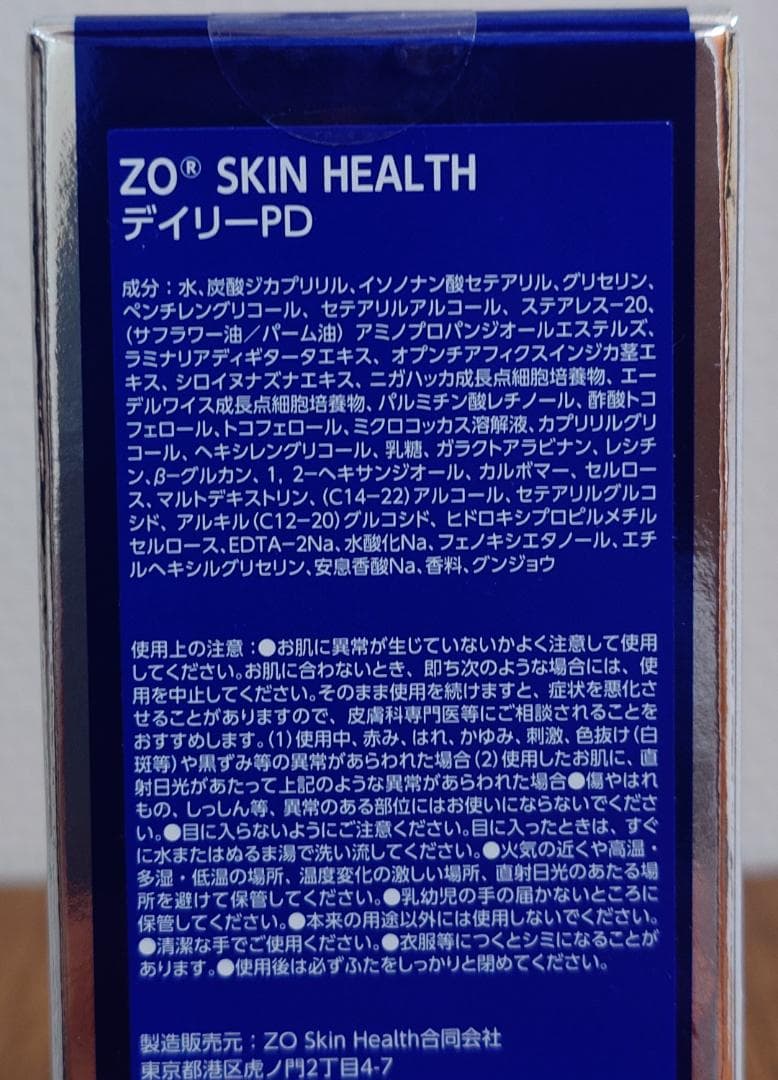 ZO® SKIN HEALTH
デイリーPD
成分：水、炭酸ジカプリリル、イソノナン酸セテアリル、グリセリン、
ペンチレングリコール、セテアリルアルコール、ステアレス−20、
（サフラワー油／パーム油）アミノプロパンジオールエステルズ、
ラミナリアディギタータエキス、オプンチアフィクスインジカ茎エ
キス、シロイヌナズナエキス、ニガハッカ成長点細胞培養物、エー
デルワイス成長点細胞培養物、パルミチン酸レチノール、酢酸トコ
フェロール、トコフェロール、ミクロコッカス溶解液、カプリリルグリ
コール、ヘキシレングリコール、乳糖、ガラクトアラビナン、レシチ
ン、β−グルカン、1，2−ヘキサンジオール、カルボマー、セルロー
ス、マルトデキストリン、（C14−22）アルコール、セテアリルグルコ
シド、アルキル（C12−20）グルコシド、ヒドロキシプロピルメチル
セルロース、EDTA−2Na、水酸化Na、フェノキシエタノール、エチ
ルヘキシルグリセリン、安息香酸Na、香料、グンジョウ
使用上の注意：●お肌に異常が生じていないかよく注意して使用
してください。お肌に合わないとき、即ち次のような場合には、使
用を中止してください。そのまま使用を続けますと、症状を悪化さ
せることがありますので、皮膚科専門医等にご相談されることを
おすすめします。（1）使用中、赤み、はれ、かゆみ、刺激、色抜け（白
斑等）や黒ずみ等の異常があらわれた場合（2）使用したお肌に、直
射日光があたって上記のような異常があらわれた場合●傷やはれ
もの、しっしん等、異常のある部位にはお使いにならないでくださ
い。●目に入らないようにご注意ください。目に入ったときは、すぐ
に水またはぬるま湯で洗い流してください。●火気の近くや高温・
多湿・低温の場所、温度変化の激しい場所、直射日光のあたる場
所を避けて保管してください。●乳幼児の手の届かないところに
保管してください。●本来の用途以外には使用しないでください。
●清潔な手でご使用ください。●衣服等につくとシミになることが
あります。●使用後は必ずふたをしっかりと閉めてください。
製造販売元：ZO Skin Health合同会社
東京都港区虎ノ門2丁目4-7